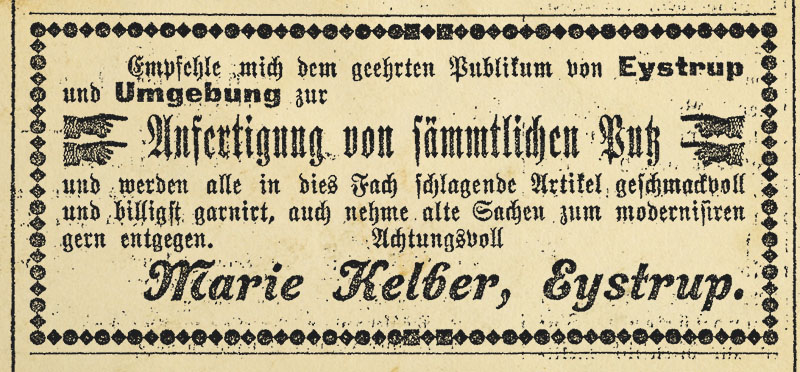 Empfehle mich dem geehrten Publikum von Eystrup
und Umgebung zur
Anfertigung von sämmtlichen Putz
und werden alle in dies Fach schlagende Artikel geschmackvoll
und billigst garnirt, auch nehme alte Sachen zum modernisiren
gern entgegen. Achtungsvoll
Marie Kelber, Eystrup.